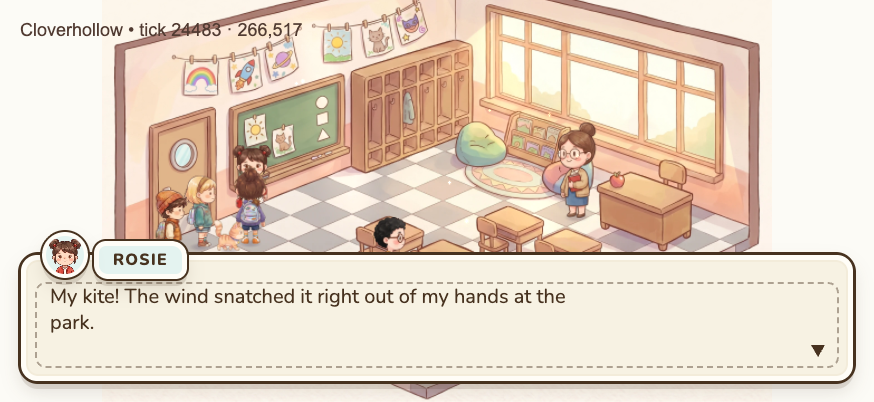 Cloverhollow • tick 24483 · 266,517
ROSIE
My kite! The wind snatched it right out of my hands at the
park.